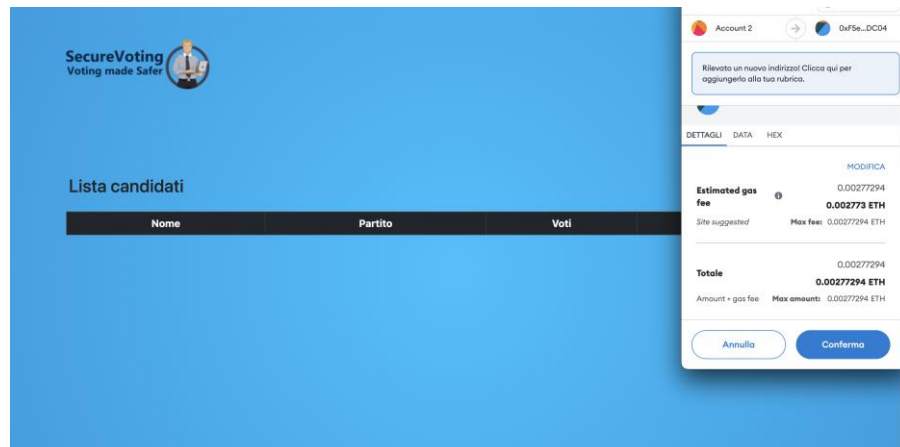 SecureVoting
Voting made Safer
Lista candidati
Nome Partito Voti
Account 2 0xF5e...DC04
Rilevato un nuovo indirizzo! Clicca qui per
aggiungerlo alla tua rubrica.
DETTAGLI DATA HEX
MODIFICA
Estimated gas
fee
0.00277294
0.002773 ETH
Site suggested Max fee: 0.00277294 ETH
Totale
0.00277294
0.00277294 ETH
Amount + gas fee Max amount: 0.00277294 ETH
Annulla Conferma